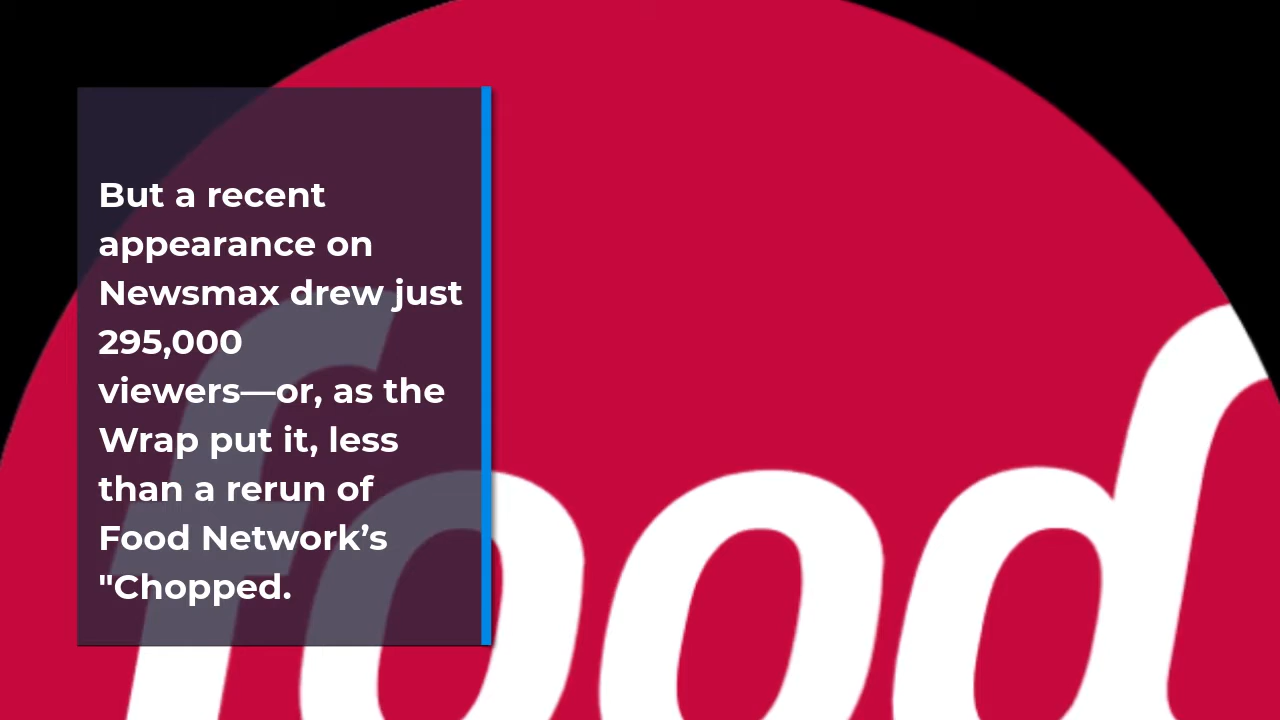 But a recent
appearance on
Newsmax drew just
295,000
viewers—or, as the
Wrap put it, less
than a rerun of
Food Network’s
"Chopped.
food